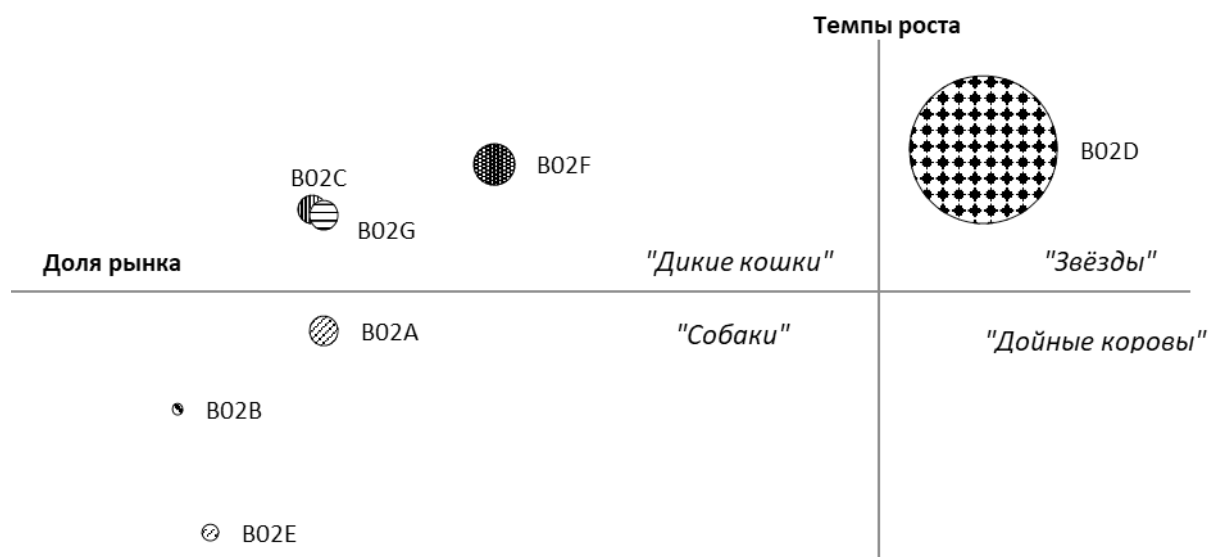 Темпы роста
B02D
B02F
B02C
B02G
Доля рынка
"Дикие кошки"
"Звёзды"
B02A
"Собаки"
"Дойные коровы"
B02B
B02E